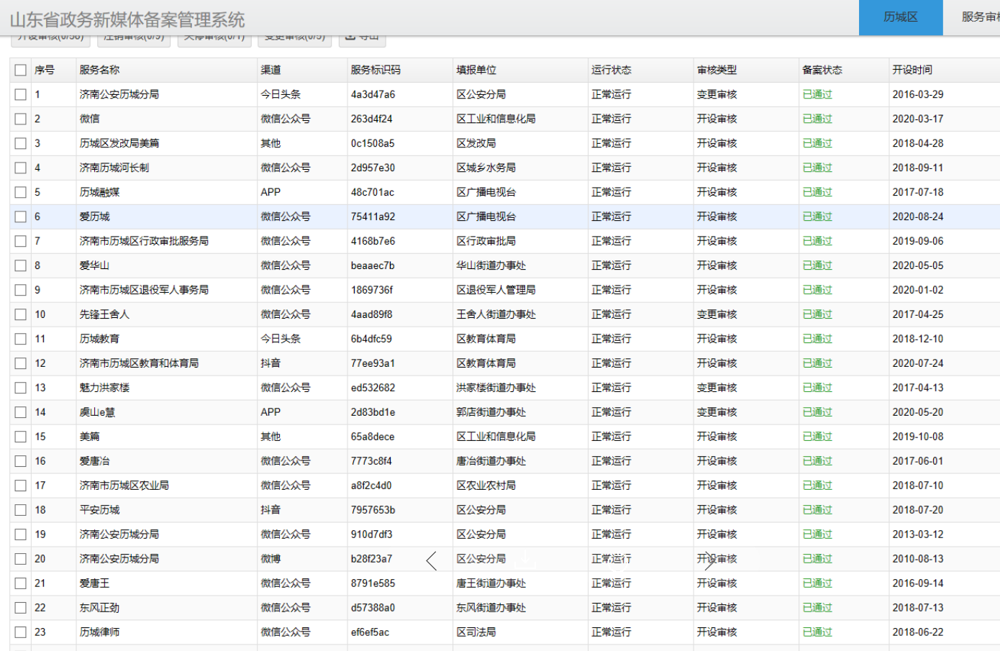 山东省政务新媒体备案管理系统
历城区 服务审
导出
序号 服务名称 渠道 服务标识码 填报单位 运行状态 审核类型 备案状态 开设时间
1 济南公安历城分局 今日头条 4a3d47a6 区公安分局 正常运行 变更审核 已通过 2016-03-29
2 微信 微信公众号 263d4f24 区工业和信息化局 正常运行 开设审核 已通过 2020-03-17
3 历城区发改局美篇 其他 0c1508a5 区发改局 正常运行 开设审核 已通过 2018-04-28
4 济南历城河长制 微信公众号 2d957e30 区城乡水务局 正常运行 开设审核 已通过 2018-09-11
5 历城融媒 APP 48c701ac 区广播电视台 正常运行 开设审核 已通过 2017-07-18
6 爱历城 微信公众号 75411a92 区广播电视台 正常运行 开设审核 已通过 2020-08-24
7 济南市历城区行政审批服务局 微信公众号 4168b7e6 区行政审批局 正常运行 开设审核 已通过 2019-09-06
8 爱华山 微信公众号 beaaec7b 华山街道办事处 正常运行 开设审核 已通过 2020-05-05
9 济南市历城区退役军人事务局 微信公众号 1869736f 区退役军人管理局 正常运行 开设审核 已通过 2020-01-02
10 先锋王舍人 微信公众号 4aad89f8 王舍人街道办事处 正常运行 变更审核 已通过 2017-04-25
11 历城教育 今日头条 6b4dfc59 区教育体育局 正常运行 开设审核 已通过 2018-12-10
12 济南市历城区教育和体育局 抖音 77ee93a1 区教育体育局 正常运行 开设审核 已通过 2020-07-24
13 魅力洪家楼 微信公众号 ed532682 洪家楼街道办事处 正常运行 变更审核 已通过 2017-04-13
14 虞山e慧 APP 2d83bd1e 郭店街道办事处 正常运行 变更审核 已通过 2020-05-20
15 美篇 其他 65a8dece 区工业和信息化局 正常运行 开设审核 已通过 2019-10-08
16 爱唐冶 微信公众号 7773c8f4 唐冶街道办事处 正常运行 开设审核 已通过 2017-06-01
17 济南市历城区农业局 微信公众号 a8f2c4d0 区农业农村局 正常运行 开设审核 已通过 2018-07-10
18 平安历城 抖音 7957653b 区公安分局 正常运行 开设审核 已通过 2018-07-20
19 济南公安历城分局 微信公众号 910d7df3 区公安分局 正常运行 开设审核 已通过 2013-03-12
20 济南公安历城分局 微博 b28f23a7 区公安分局 正常运行 开设审核 已通过 2010-08-13
21 爱唐王 微信公众号 8791e585 唐王街道办事处 正常运行 开设审核 已通过 2016-09-14
22 东风正劲 微信公众号 d57388a0 东风街道办事处 正常运行 开设审核 已通过 2018-07-13
23 历城律师 微信公众号 ef6ef5ac 区司法局 正常运行 开设审核 已通过 2018-06-22